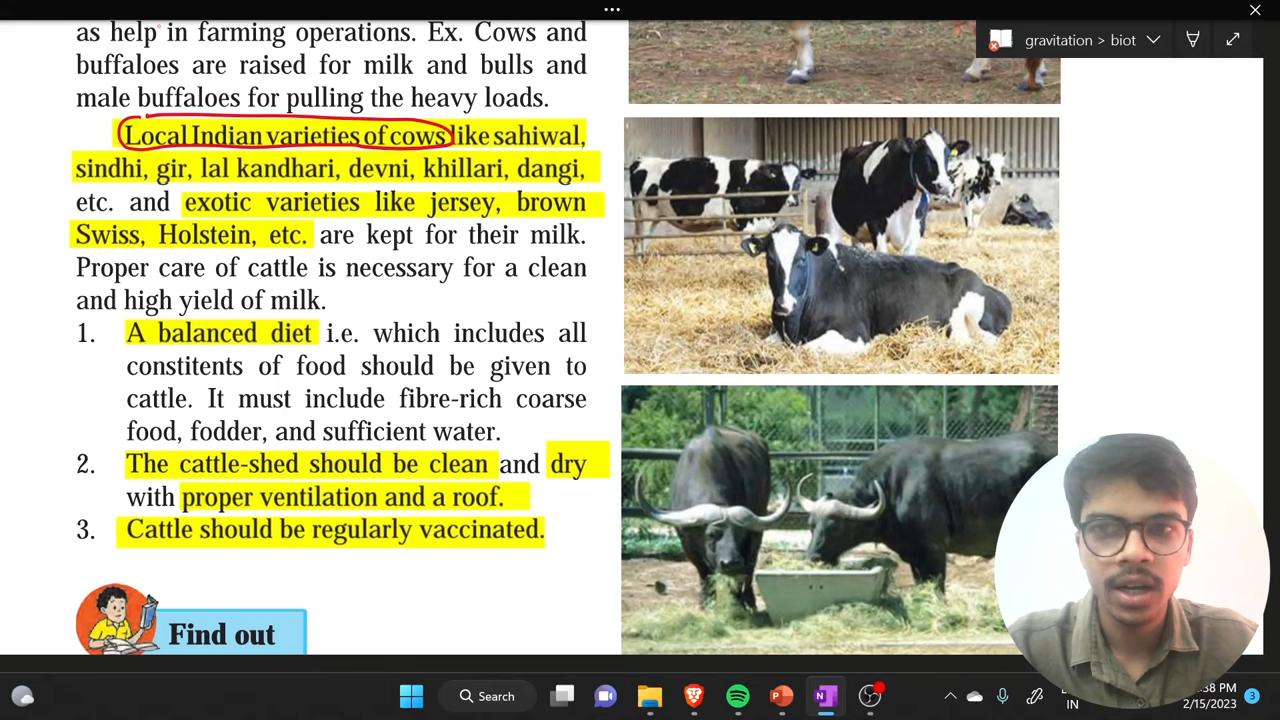 as help in farming operations. Ex. Cows and
buffaloes are raised for milk and bulls and
male buffaloes for pulling the heavy loads.
Local Indian varieties of cows like sahiwal,
sindhi, gir, lal kandhari, devni, khillari, dangi,
etc. and exotic varieties like jersey, brown
Swiss, Holstein, etc. are kept for their milk.
Proper care of cattle is necessary for a clean
and high yield of milk.
1. A balanced diet i.e. which includes all
constitents of food should be given to
cattle. It must include fibre-rich coarse
food, fodder, and sufficient water.
2. The cattle-shed should be clean and dry
with proper ventilation and a roof.
3. Cattle should be regularly vaccinated.
Find out
gravitation > biot
Search
IN
:38 PM
2/15/2023
3